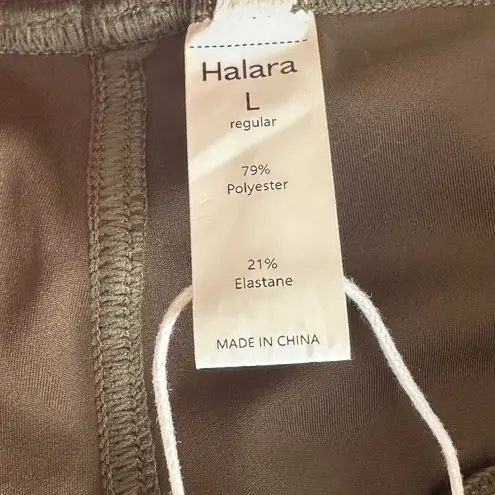 Halara
L
regular
79%
Polyester
21%
Elastane
MADE IN CHINA